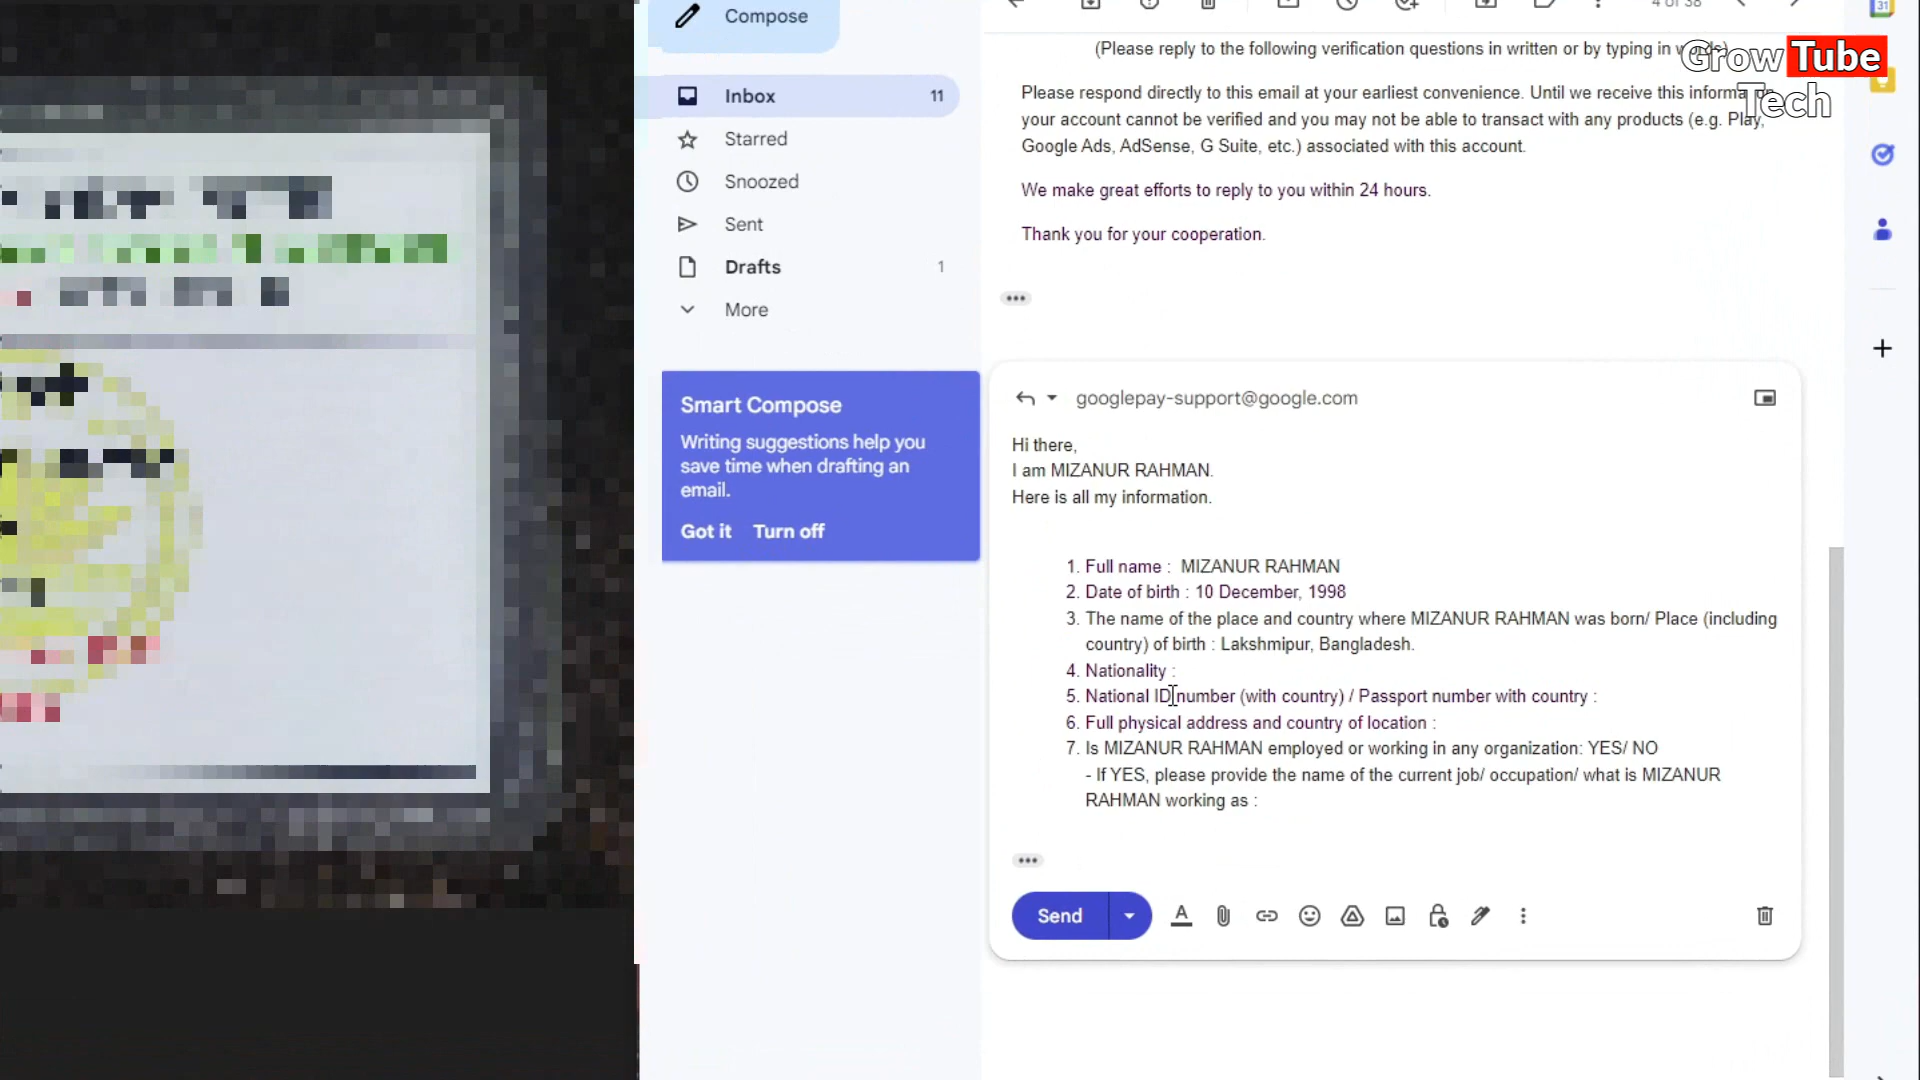 Compose
4 of 38
Inbox 11
Starred
Snoozed
Sent
Drafts 1
More
Smart Compose
Writing suggestions help you
save time when drafting an
email.
Got it Turn off
(Please reply to the following verification questions in written or by typing in words)
Grow Tube
Tech
31
Please respond directly to this email at your earliest convenience. Until we receive this
your account cannot be verified and you may not be able to transact with any products (e.g. Play,
Google Ads, AdSense, G Suite, etc.) associated with this account.
We make great efforts to reply to you within 24 hours.
Thank you for your cooperation.
googlepay-support@google.com
Hi there,
I am MIZANUR RAHMAN.
Here is all my information.
1. Full name : MIZANUR RAHMAN
2. Date of birth : 10 December, 1998
3. The name of the place and country where MIZANUR RAHMAN was born/ Place (including
country) of birth : Lakshmipur, Bangladesh.
4. Nationality :
5. National ID number (with country) / Passport number with country :
6. Full physical address and country of location :
7. Is MIZANUR RAHMAN employed or working in any organization: YES/ NO
- If YES, please provide the name of the current job/ occupation/ what is MIZANUR
RAHMAN working as :
Send